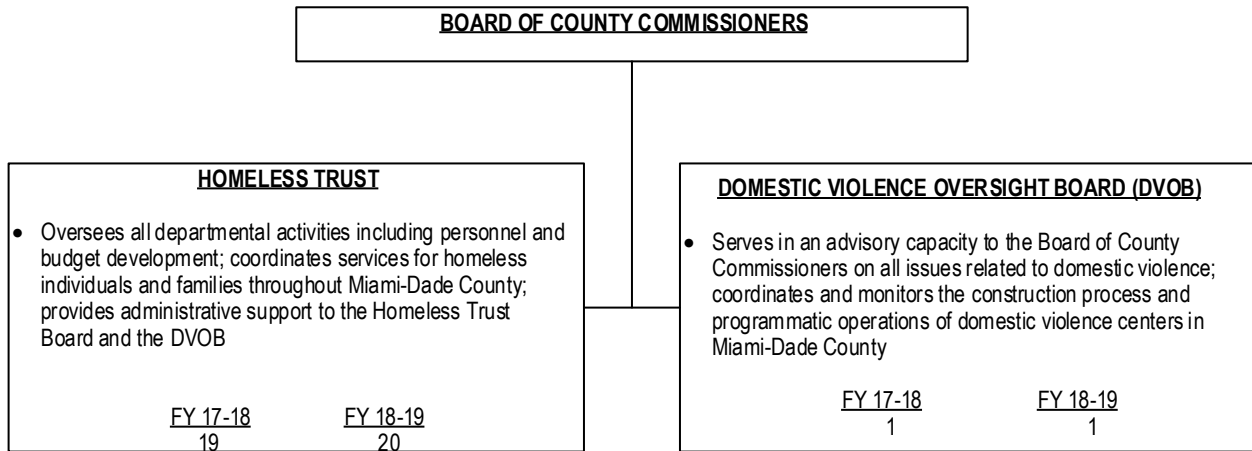 BOARD OF COUNTY COMMISSIONERS
HOMELESS TRUST
• Oversees all departmental activities including personnel and
budget development; coordinates services for homeless
individuals and families throughout Miami-Dade County;
provides administrative support to the Homeless Trust
Board and the DVOB
FY 17-18 FY 18-19
19 20
DOMESTIC VIOLENCE OVERSIGHT BOARD (DVOB)
• Serves in an advisory capacity to the Board of County
Commissioners on all issues related to domestic violence;
coordinates and monitors the construction process and
programmatic operations of domestic violence centers in
Miami-Dade County
FY 17-18 FY 18-19
1 1